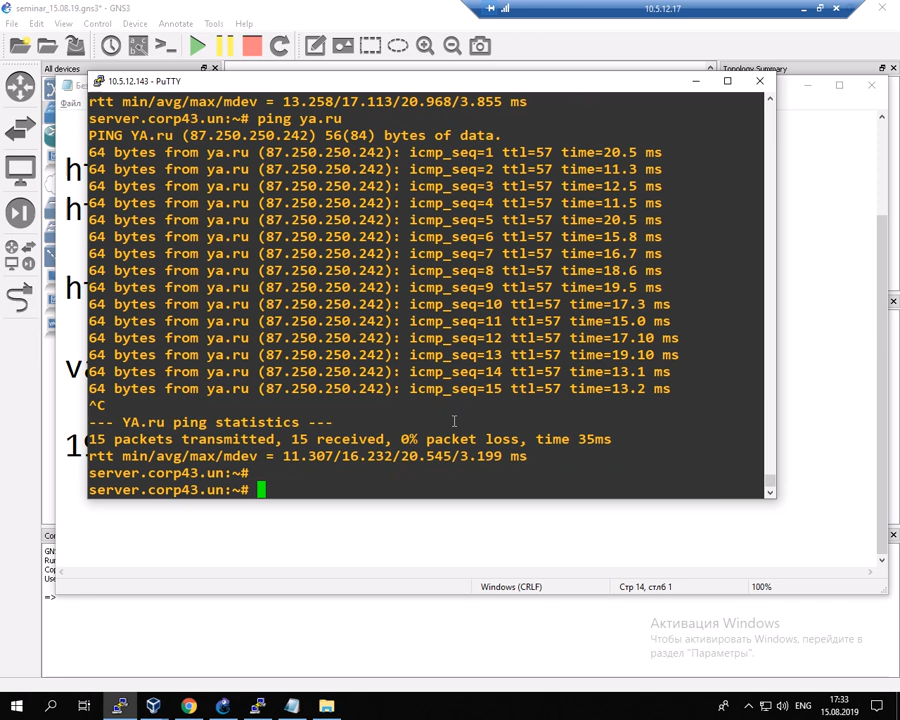 seminar_15.08.19.gns3* - GNS3
10.5.12.17
File Edit View Control Device Annotate Tools Help
All devices
Topology Summary
10.5.12.143 - PuTTY
Файл
rtt min/avg/max/mdev = 13.258/17.113/20.968/3.855 ms
server.corp43.un:~# ping ya.ru
PING YA.ru (87.250.250.242) 56(84) bytes of data.
64 bytes from ya.ru (87.250.250.242): icmp_seq=1 ttl=57 time=20.5 ms
64 bytes from ya.ru (87.250.250.242): icmp_seq=2 ttl=57 time=11.3 ms
64 bytes from ya.ru (87.250.250.242): icmp_seq=3 ttl=57 time=12.5 ms
64 bytes from ya.ru (87.250.250.242): icmp_seq=4 ttl=57 time=11.5 ms
64 bytes from ya.ru (87.250.250.242): icmp_seq=5 ttl=57 time=20.5 ms
64 bytes from ya.ru (87.250.250.242): icmp_seq=6 ttl=57 time=15.8 ms
64 bytes from ya.ru (87.250.250.242): icmp_seq=7 ttl=57 time=16.7 ms
64 bytes from ya.ru (87.250.250.242): icmp_seq=8 ttl=57 time=18.6 ms
64 bytes from ya.ru (87.250.250.242): icmp_seq=9 ttl=57 time=19.5 ms
64 bytes from ya.ru (87.250.250.242): icmp_seq=10 ttl=57 time=17.3 ms
64 bytes from ya.ru (87.250.250.242): icmp_seq=11 ttl=57 time=15.0 ms
64 bytes from ya.ru (87.250.250.242): icmp_seq=12 ttl=57 time=17.10 ms
64 bytes from ya.ru (87.250.250.242): icmp_seq=13 ttl=57 time=19.10 ms
64 bytes from ya.ru (87.250.250.242): icmp_seq=14 ttl=57 time=13.1 ms
64 bytes from ya.ru (87.250.250.242): icmp_seq=15 ttl=57 time=13.2 ms
^C
--- YA.ru ping statistics ---
15 packets transmitted, 15 received, 0% packet loss, time 35ms
rtt min/avg/max/mdev = 11.307/16.232/20.545/3.199 ms
server.corp43.un:~#
server.corp43.un:~#
=>
Windows (CRLF)
Стр 14, стлб 1
100%
Активация Windows
Чтобы активировать Windows, перейдите в
раздел "Параметры".
ENG
17:33
15.08.2019